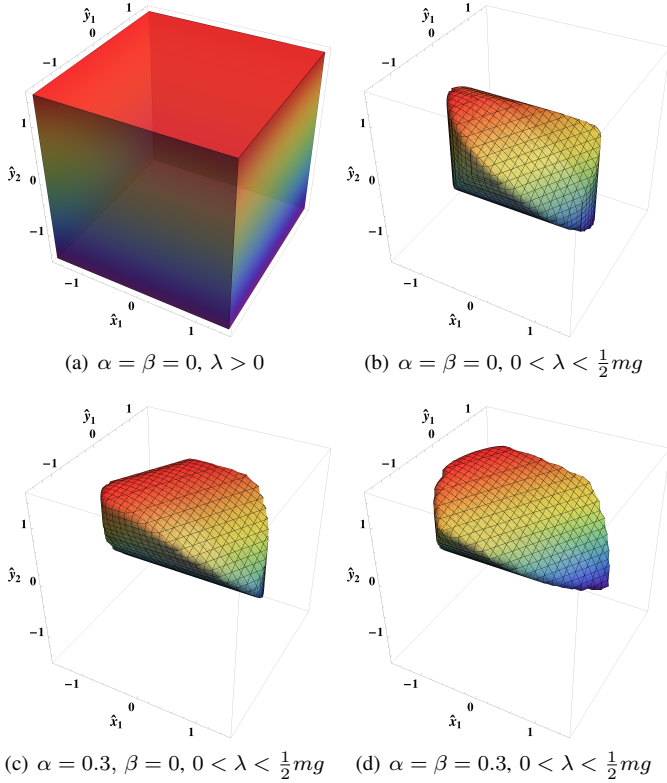 ŷ₁
1
0
−1
1
ŷ₂
0
−1
−1
0
x̂₁
1
ŷ₁
1
0
−1
1
ŷ₂
0
−1
−1
0
x̂₁
1
(a) α = β = 0, λ > 0
(b) α = β = 0, 0 < λ < ½mg
ŷ₁
1
0
−1
1
ŷ₂
0
−1
−1
0
x̂₁
1
ŷ₁
1
0
−1
1
ŷ₂
0
−1
−1
0
x̂₁
1
(c) α = 0.3, β = 0, 0 < λ < ½mg
(d) α = β = 0.3, 0 < λ < ½mg